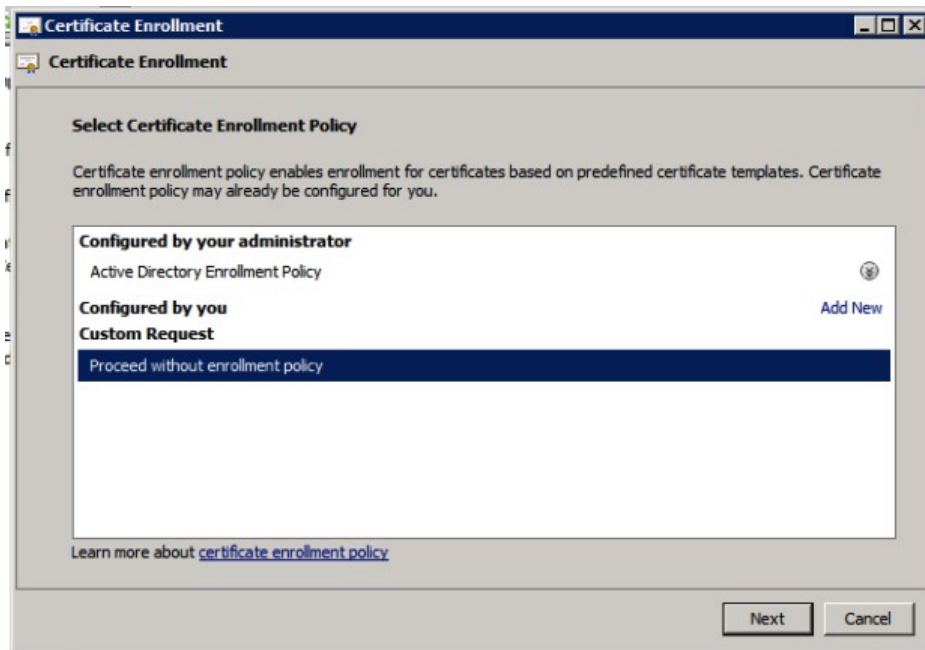 Certificate Enrollment
Certificate Enrollment
Select Certificate Enrollment Policy
Certificate enrollment policy enables enrollment for certificates based on predefined certificate templates. Certificate
enrollment policy may already be configured for you.
Configured by your administrator
Active Directory Enrollment Policy
Configured by you Add New
Custom Request
Proceed without enrollment policy
Learn more about certificate enrollment policy
Next Cancel